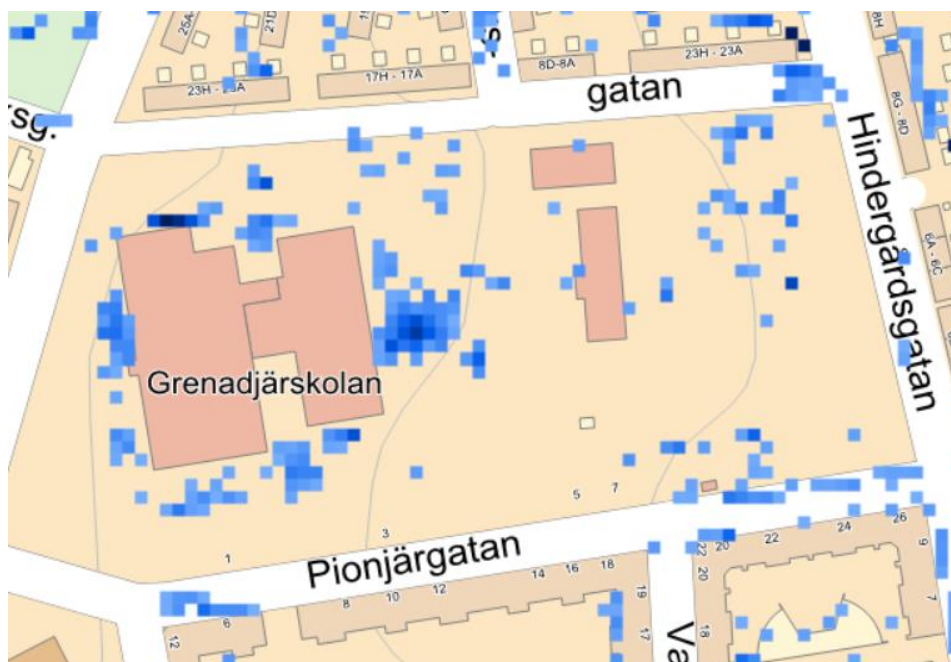 25A
21D
23H - 23A
17H - 17A
8D-8A
23H - 23A
8H
8G - 8D
sg.
gatan
Hindergårdsgatan
6A - 6C
Grenadjärskolan
5
7
3
1
Pionjärgatan
6
8
10
12
14
16
18
19
17
12
22
20
20
18
22
24
26
9
7
Va